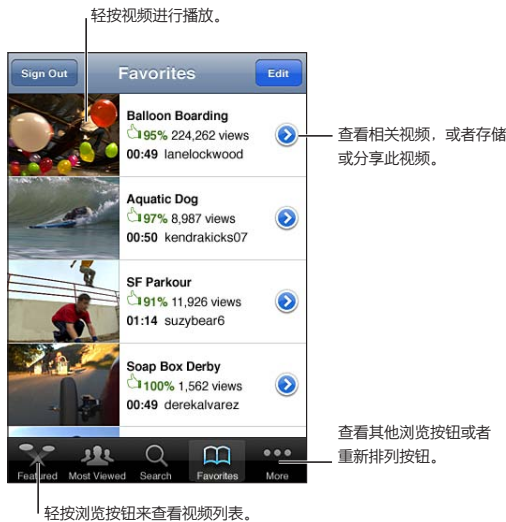 轻按视频进行播放。
Sign Out
Favorites
Edit
Balloon Boarding
95% 224,262 views
00:49 lanelockwood
查看相关视频，或者存储
或分享此视频。
Aquatic Dog
97% 8,987 views
00:50 kendrakicks07
SF Parkour
91% 11,926 views
01:14 suzybear6
Soap Box Derby
100% 1,562 views
00:49 derekalvarez
查看其他浏览按钮或者
重新排列按钮。
Featured
Most Viewed
Search
Favorites
More
轻按浏览按钮来查看视频列表。